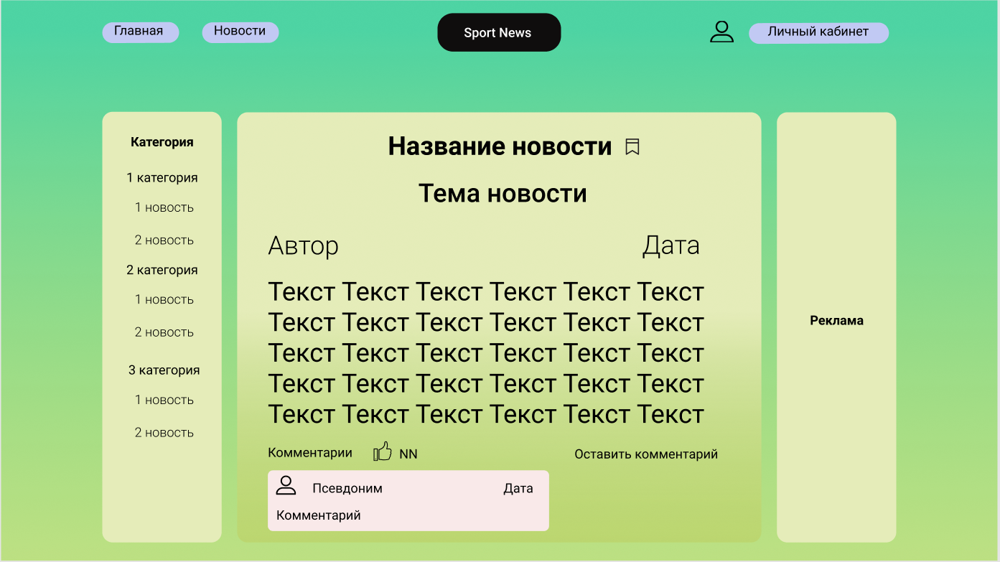 Главная
Новости
Sport News
Личный кабинет
Категория
1 категория
1 новость
2 новость
2 категория
1 новость
2 новость
3 категория
1 новость
2 новость
Название новости
Тема новости
Автор
Дата
Текст Текст Текст Текст Текст Текст
Текст Текст Текст Текст Текст Текст
Текст Текст Текст Текст Текст Текст
Текст Текст Текст Текст Текст Текст
Текст Текст Текст Текст Текст Текст
Комментарии
NN
Оставить комментарий
Псевдоним
Дата
Комментарий
Реклама